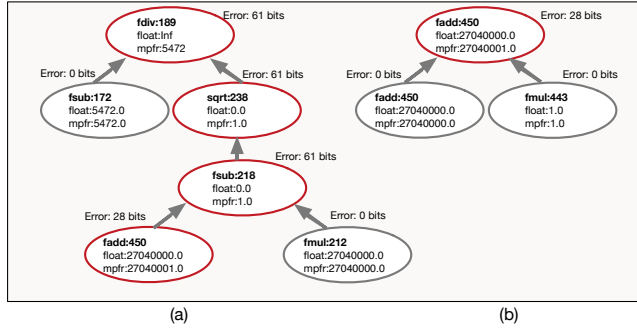 fdiv:189
float:Inf
mpfr:5472
Error: 61 bits
Error: 0 bits
fsub:172
float:5472.0
mpfr:5472.0
Error: 61 bits
sqrt:238
float:0.0
mpfr:1.0
Error: 61 bits
fsub:218
float:0.0
mpfr:1.0
Error: 28 bits
fadd:450
float:27040000.0
mpfr:27040001.0
Error: 0 bits
fmul:212
float:27040000.0
mpfr:27040000.0
(a)
Error: 28 bits
fadd:450
float:27040000.0
mpfr:27040001.0
Error: 0 bits
fadd:450
float:27040000.0
mpfr:27040000.0
Error: 0 bits
fmul:443
float:1.0
mpfr:1.0
(b)